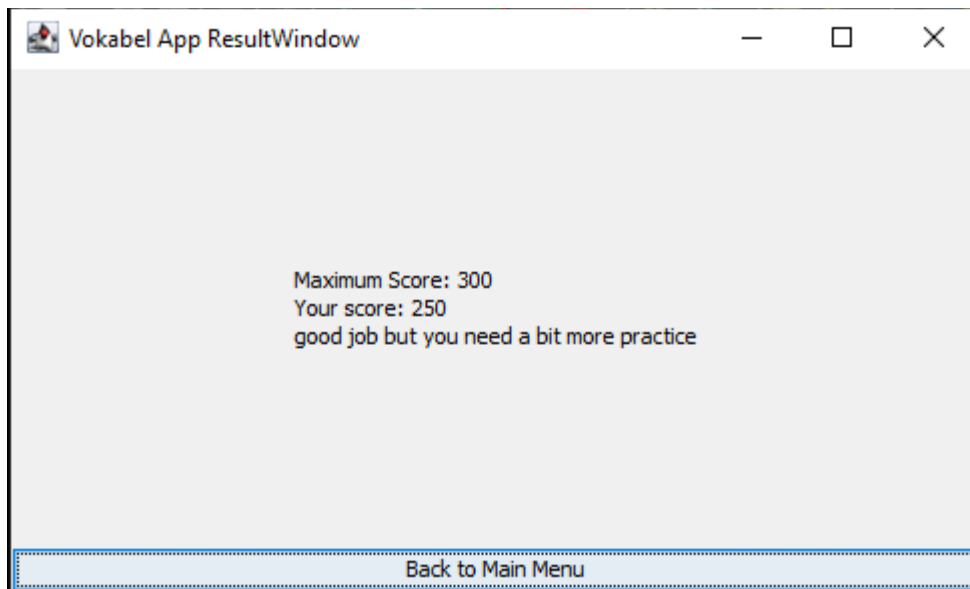 Vokabel App ResultWindow
Maximum Score: 300
Your score: 250
good job but you need a bit more practice
Back to Main Menu